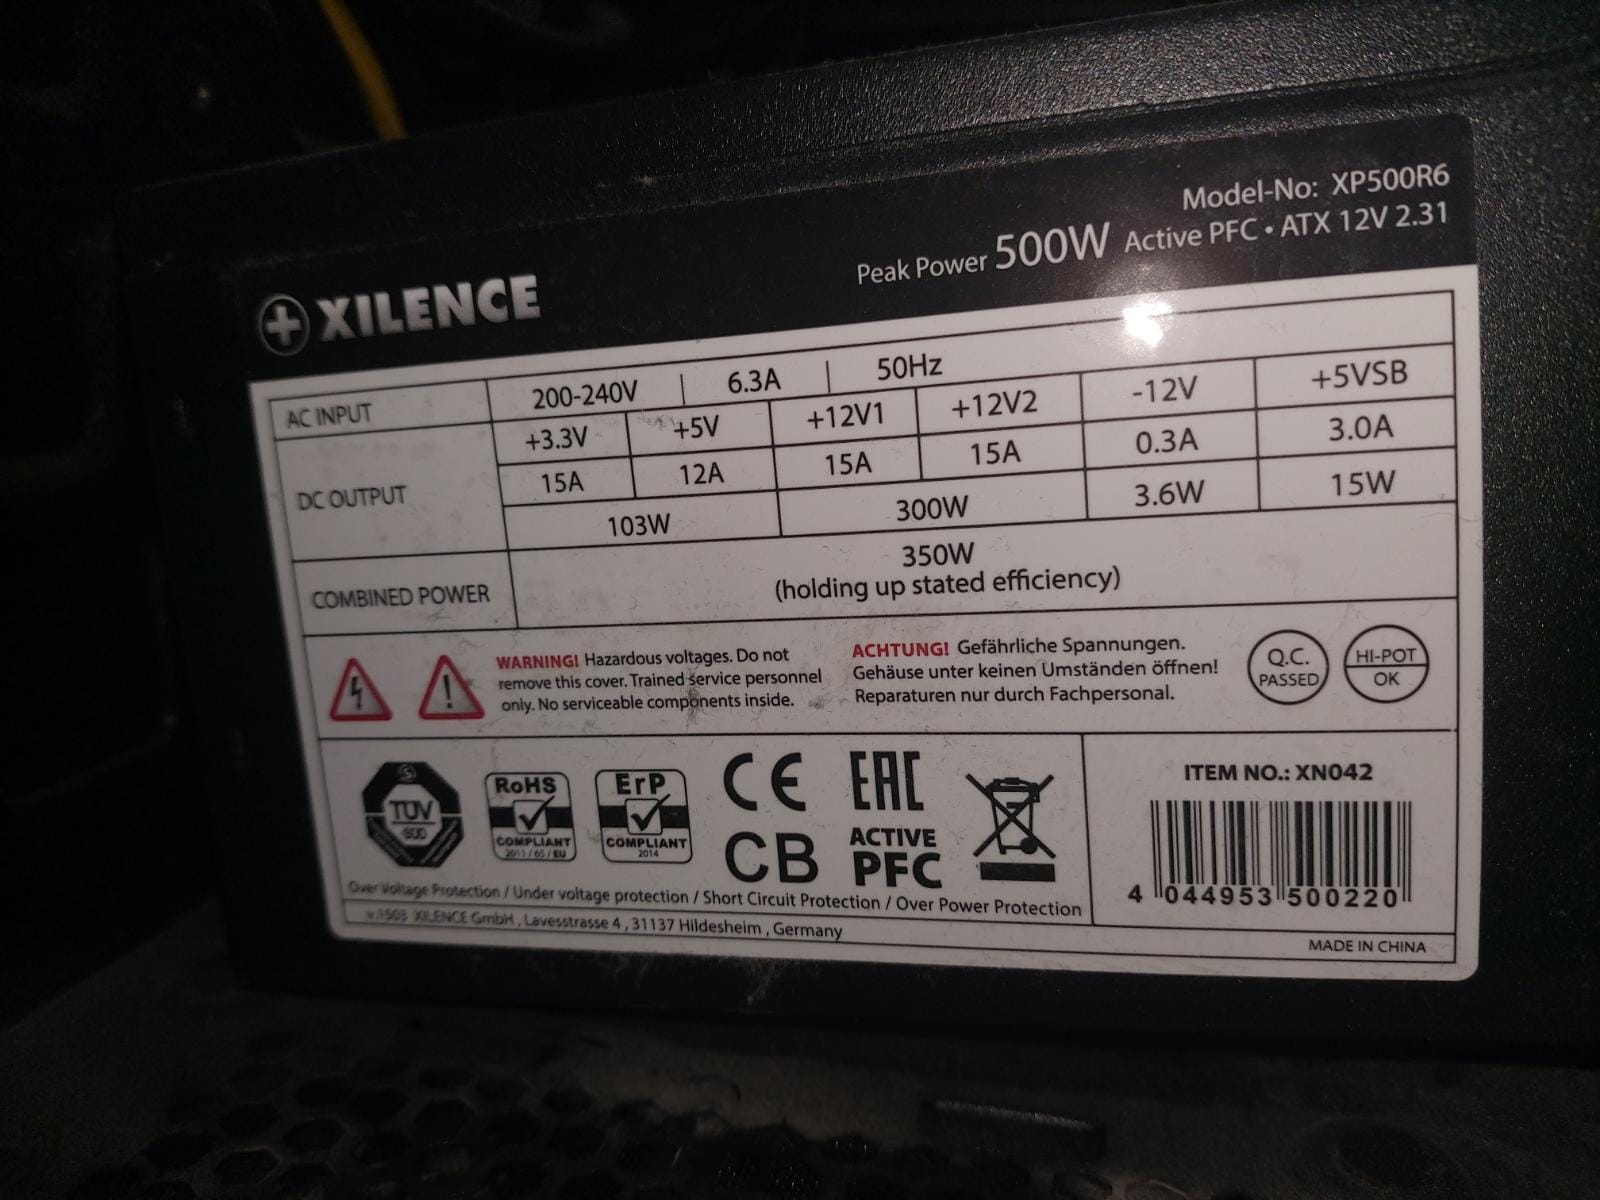 Model-No: XP500R6
Peak Power 500W Active PFC • ATX 12V 2.31
XILENCE
AC INPUT 200-240V | 6.3A | 50Hz
DC OUTPUT +3.3V +5V +12V1 +12V2 -12V +5VSB
15A 12A 15A 15A 0.3A 3.0A
103W 300W 3.6W 15W
COMBINED POWER 350W
(holding up stated efficiency)
WARNING! Hazardous voltages. Do not
remove this cover. Trained service personnel
only. No serviceable components inside.
ACHTUNG! Gefährliche Spannungen.
Gehäuse unter keinen Umständen öffnen!
Reparaturen nur durch Fachpersonal.
Q.C.
PASSED
HI-POT
OK
TÜV
SÜD
RoHS
COMPLIANT
2011/65/EU
ErP
COMPLIANT
2014
CE
CB
EAC
ACTIVE
PFC
ITEM NO.: XN042
4 044953 500220
Over Voltage Protection / Under voltage protection / Short Circuit Protection / Over Power Protection
v.1503 XILENCE GmbH , Lavesstrasse 4 , 31137 Hildesheim , Germany
MADE IN CHINA